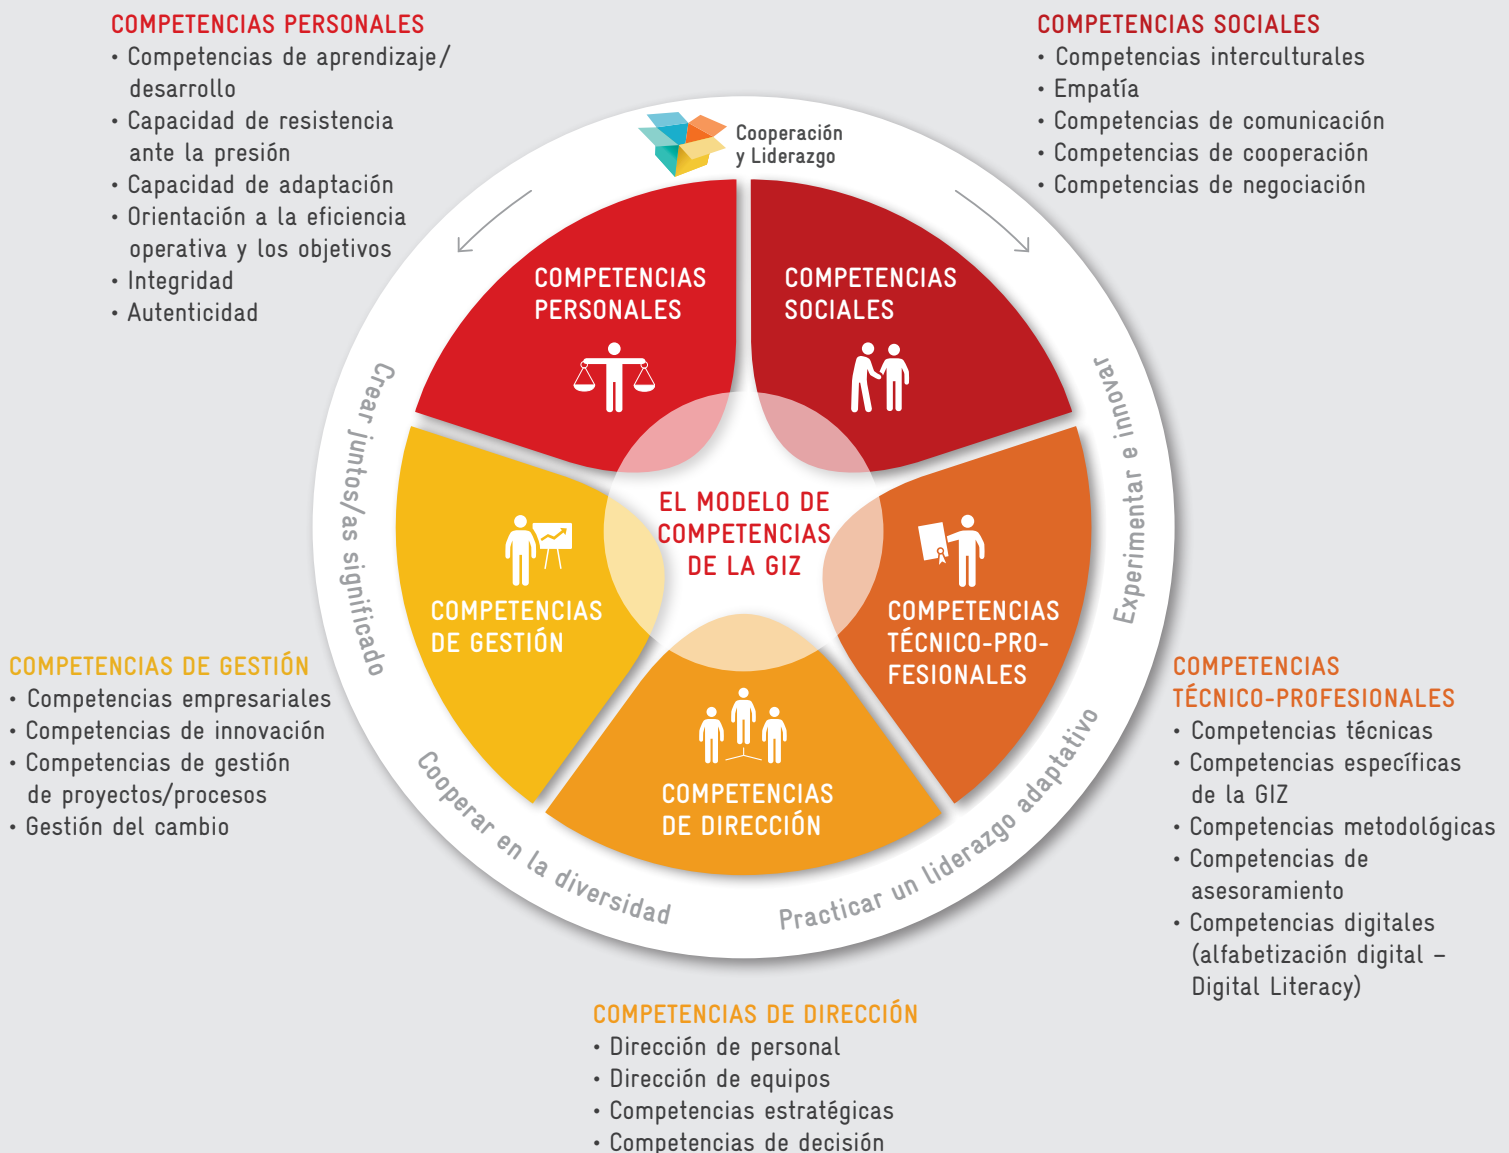 COMPETENCIAS PERSONALES
• Competencias de aprendizaje/
desarrollo
• Capacidad de resistencia
ante la presión
• Capacidad de adaptación
• Orientación a la eficiencia
operativa y los objetivos
• Integridad
• Autenticidad
COMPETENCIAS SOCIALES
• Competencias interculturales
• Empatía
• Competencias de comunicación
• Competencias de cooperación
• Competencias de negociación
Cooperación
y Liderazgo
COMPETENCIAS
PERSONALES
COMPETENCIAS
SOCIALES
Crear juntos/as significado
Experimentar e innovar
EL MODELO DE
COMPETENCIAS
DE LA GIZ
COMPETENCIAS
DE GESTIÓN
COMPETENCIAS
TÉCNICO-PRO-
FESIONALES
COMPETENCIAS
DE DIRECCIÓN
Cooperar en la diversidad
Practicar un liderazgo adaptativo
COMPETENCIAS DE GESTIÓN
• Competencias empresariales
• Competencias de innovación
• Competencias de gestión
de proyectos/procesos
• Gestión del cambio
COMPETENCIAS
TÉCNICO-PROFESIONALES
• Competencias técnicas
• Competencias específicas
de la GIZ
• Competencias metodológicas
• Competencias de
asesoramiento
• Competencias digitales
(alfabetización digital –
Digital Literacy)
COMPETENCIAS DE DIRECCIÓN
• Dirección de personal
• Dirección de equipos
• Competencias estratégicas
• Competencias de decisión